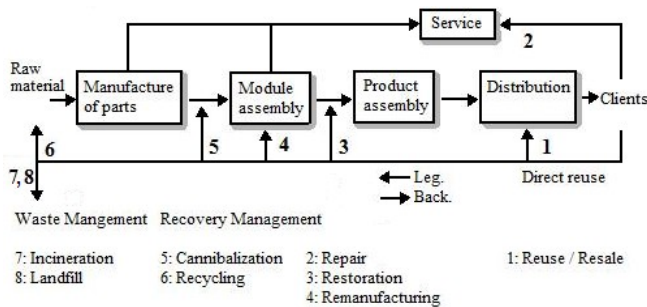 Service
2
Raw
material
Manufacture
of parts
Module
assembly
Product
assembly
Distribution
Clients
6
5
4
3
1
7, 8
Leg.
Back.
Direct reuse
Waste Mangement
Recovery Management
7: Incineration
8: Landfill
5: Cannibalization
6: Recycling
2: Repair
3: Restoration
4: Remanufacturing
1: Reuse / Resale